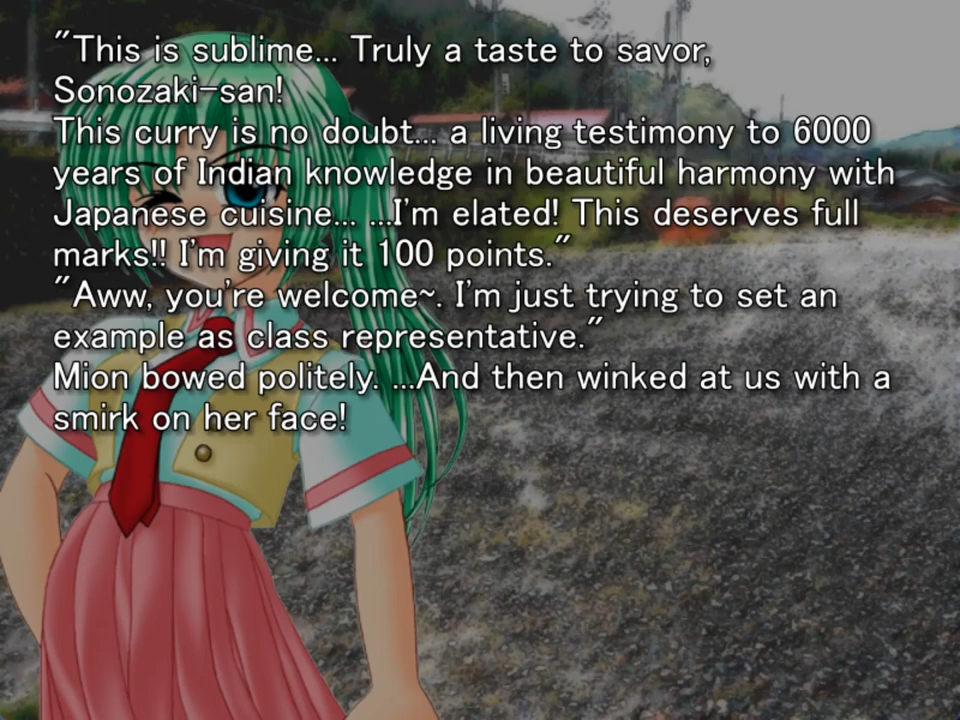 "This is sublime... Truly a taste to savor,
Sonozaki-san!
This curry is no doubt... a living testimony to 6000
years of Indian knowledge in beautiful harmony with
Japanese cuisine... ...I'm elated! This deserves full
marks!! I'm giving it 100 points."
"Aww, you're welcome~. I'm just trying to set an
example as class representative."
Mion bowed politely. ...And then winked at us with a
smirk on her face!